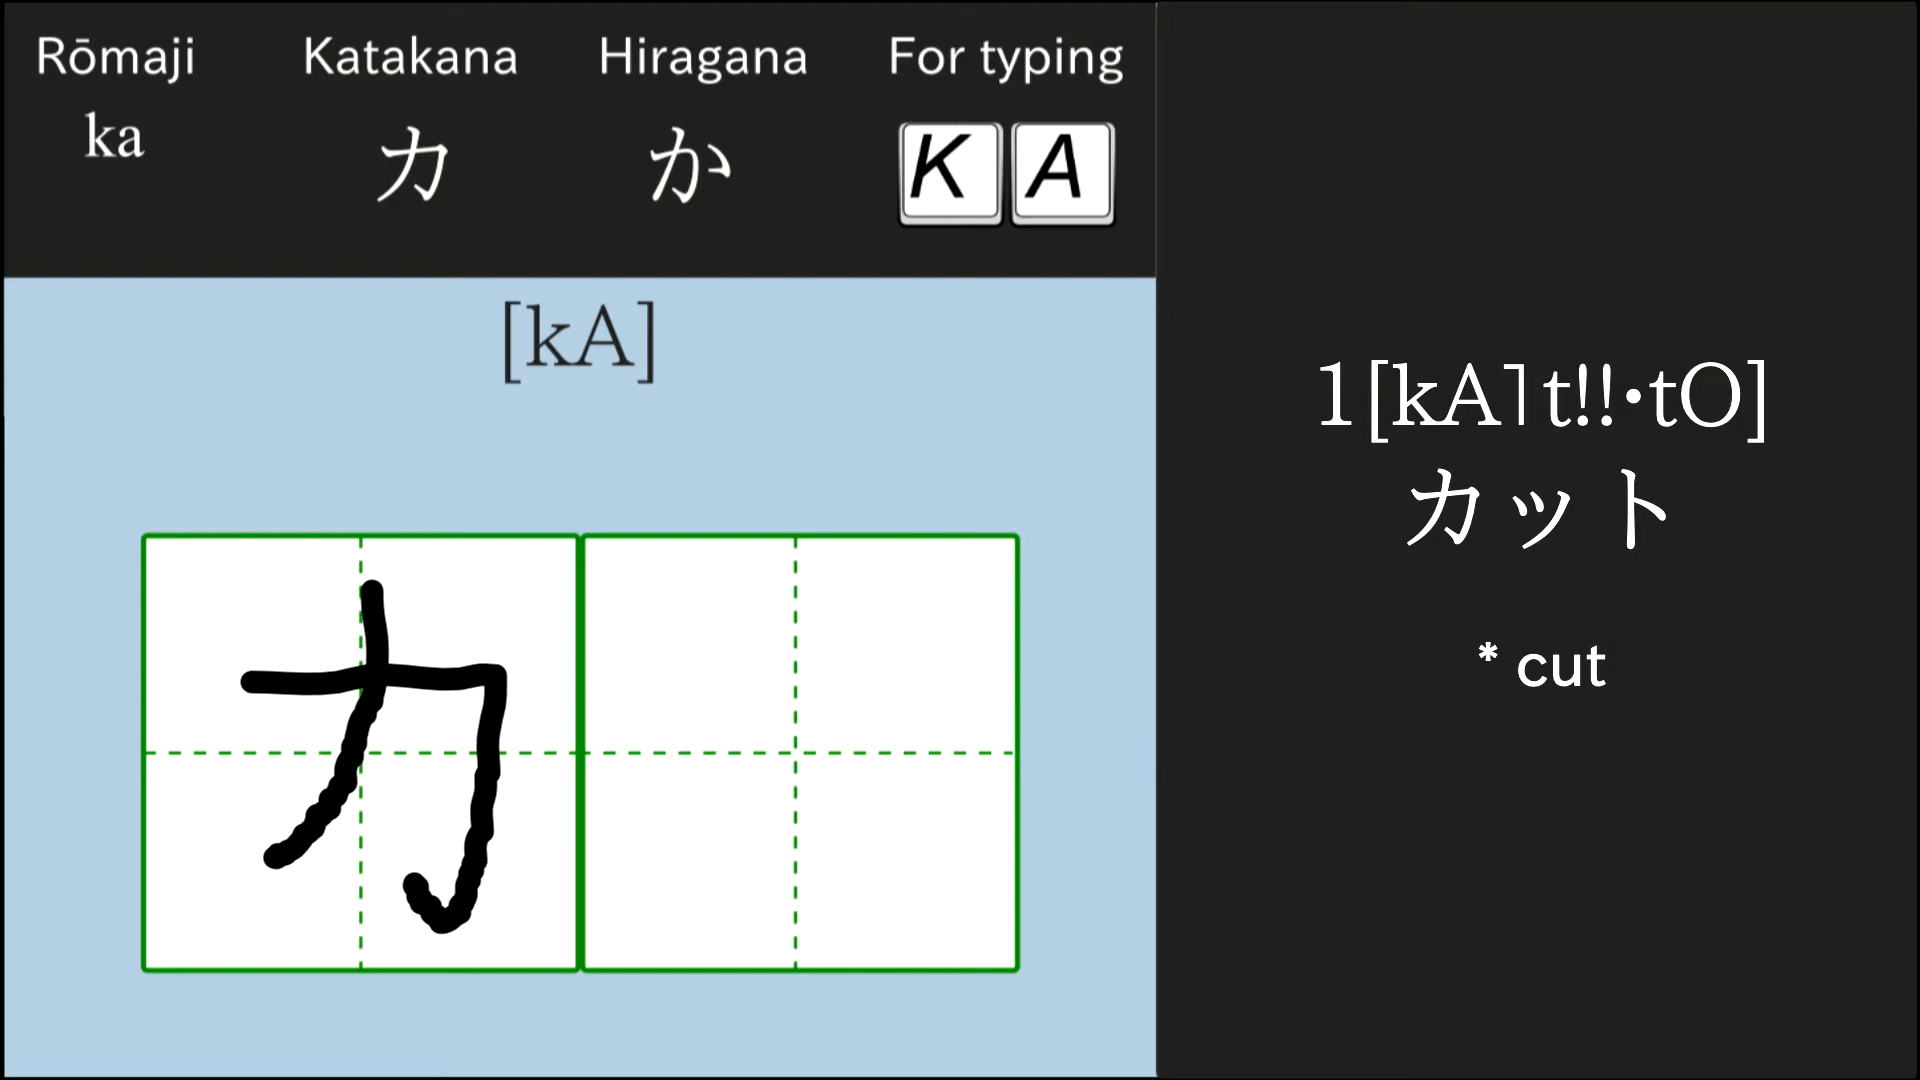 Rōmaji Katakana Hiragana For typing
ka カ か K A
[kA]
カ
1[kA˥t!!•tO]
カット
* cut